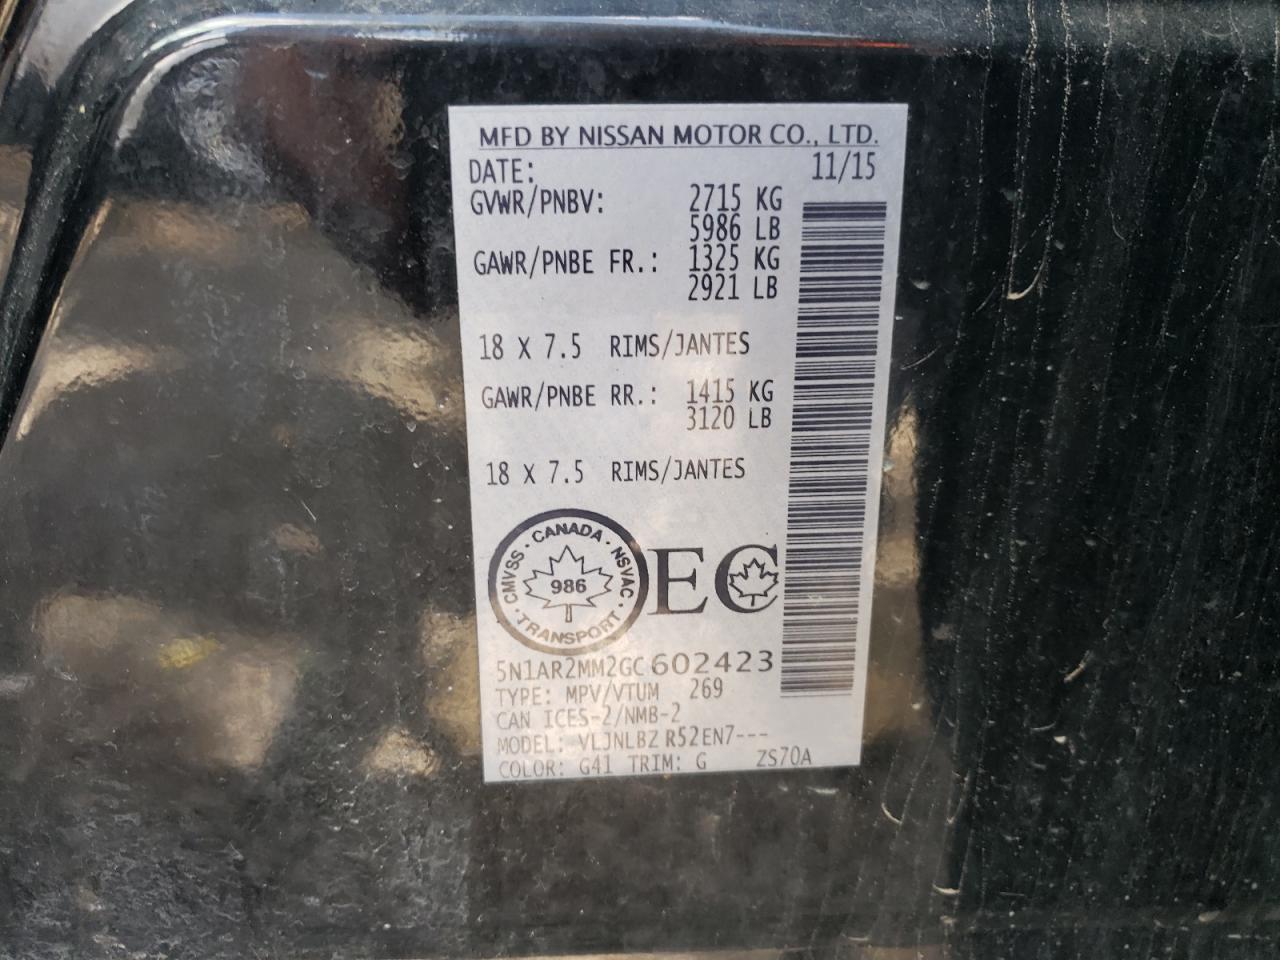 MFD BY NISSAN MOTOR CO., LTD.
DATE: 11/15
GVWR/PNBV: 2715 KG
5986 LB
GAWR/PNBE FR.: 1325 KG
2921 LB
18 X 7.5 RIMS/JANTES
GAWR/PNBE RR.: 1415 KG
3120 LB
18 X 7.5 RIMS/JANTES
CMVSS · CANADA · NSVAC · TRANSPORT ·
986
EC
5N1AR2MM2GC602423
TYPE: MPV/VTUM 269
CAN ICES-2/NMB-2
MODEL: VLJNLBZ R52EN7---
COLOR: G41 TRIM: G ZS70A